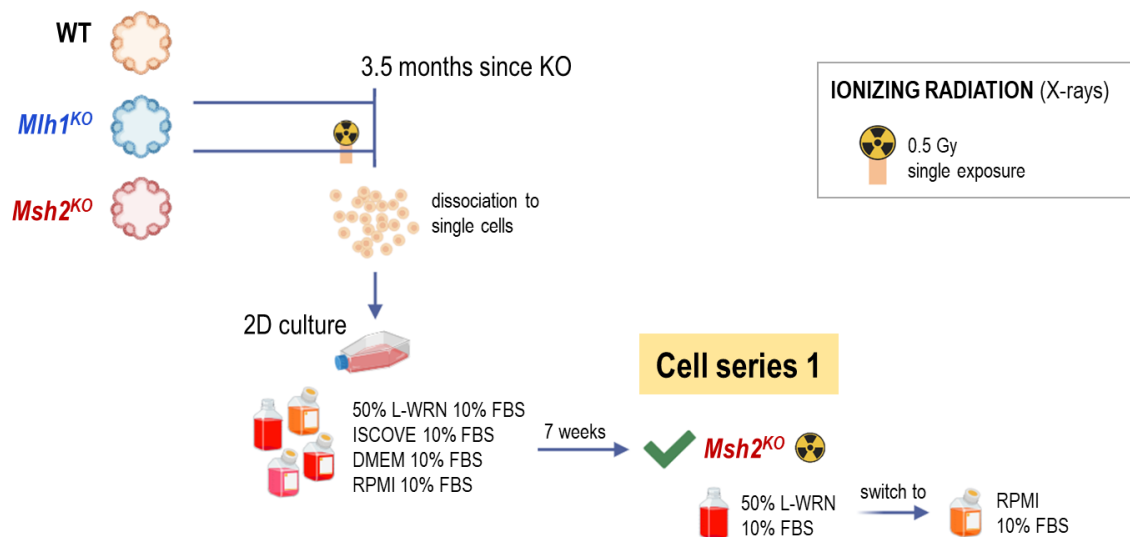 WT
Mlh1KO
Msh2KO
3.5 months since KO
IONIZING RADIATION (X-rays)
0.5 Gy
single exposure
dissociation to
single cells
2D culture
50% L-WRN 10% FBS
ISCOVE 10% FBS
DMEM 10% FBS
RPMI 10% FBS
7 weeks
Cell series 1
Msh2KO
50% L-WRN
10% FBS
switch to
RPMI
10% FBS